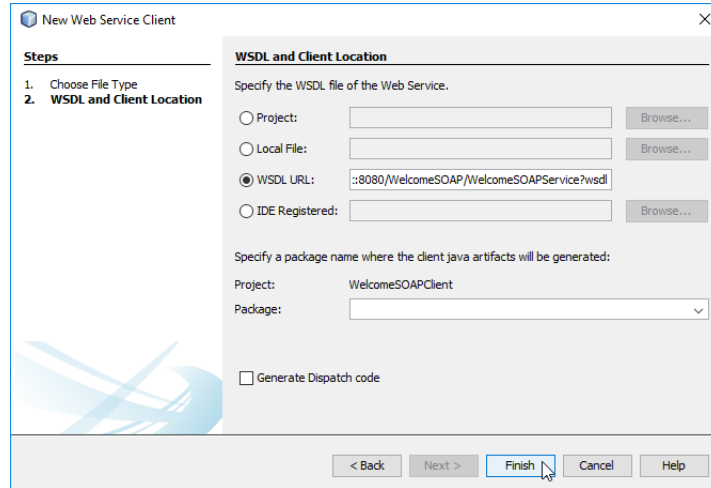 New Web Service Client
Steps
1. Choose File Type
2. WSDL and Client Location
WSDL and Client Location
Specify the WSDL file of the Web Service.
Project:
Browse...
Local File:
Browse...
WSDL URL: ::8080/WelcomeSOAP/WelcomeSOAPService?wsdl
IDE Registered:
Browse...
Specify a package name where the client java artifacts will be generated:
Project: WelcomeSOAPClient
Package:
Generate Dispatch code
< Back Next > Finish Cancel Help